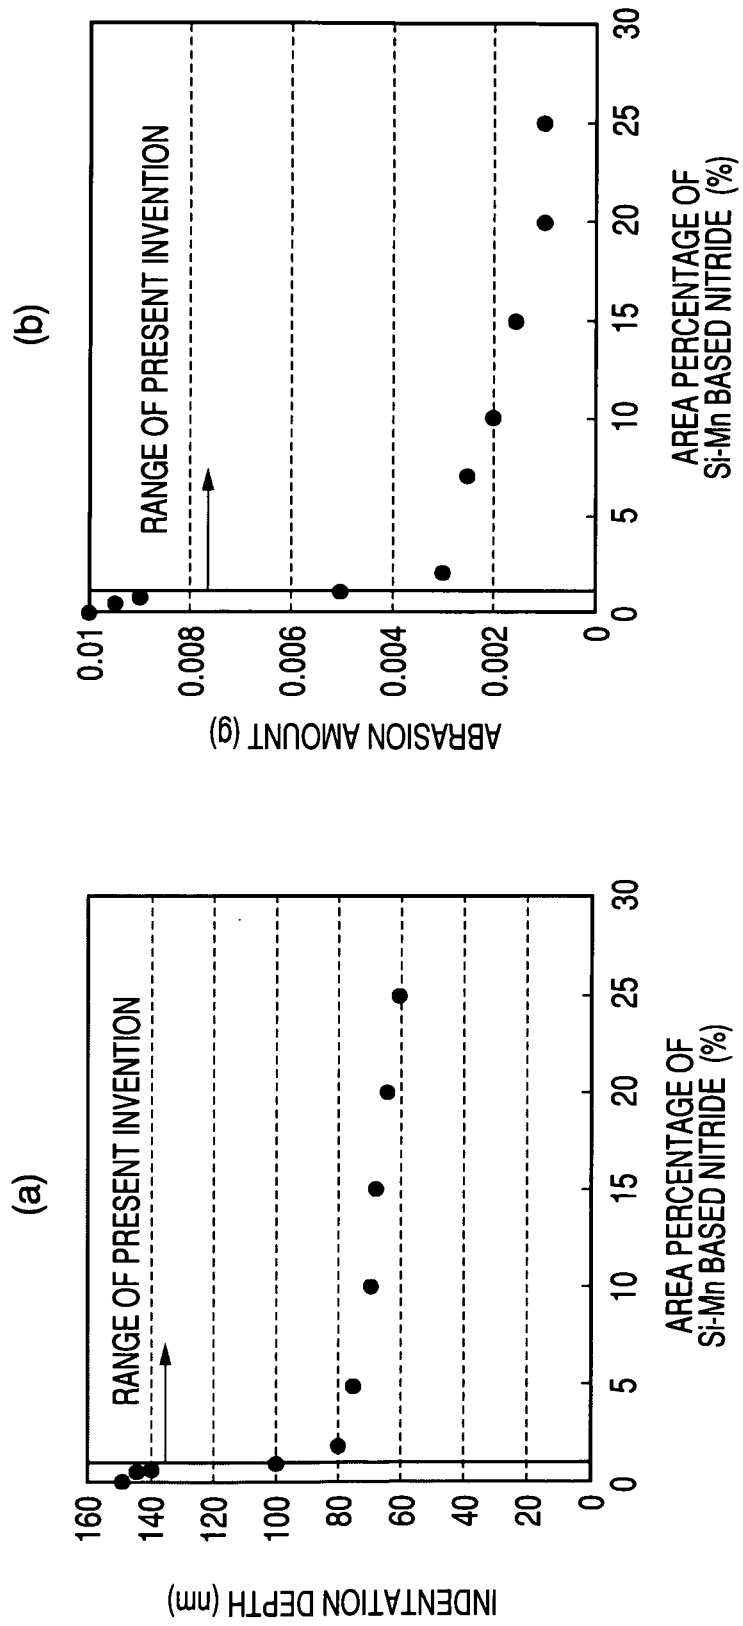 (a)
INDENTATION DEPTH (nm)
160
140
120
100
80
60
40
20
0
RANGE OF PRESENT INVENTION
0 5 10 15 20 25 30
AREA PERCENTAGE OF
Si-Mn BASED NITRIDE (%)
(b)
ABRASION AMOUNT (g)
0.01
0.008
0.006
0.004
0.002
0
RANGE OF PRESENT INVENTION
0 5 10 15 20 25 30
AREA PERCENTAGE OF
Si-Mn BASED NITRIDE (%)